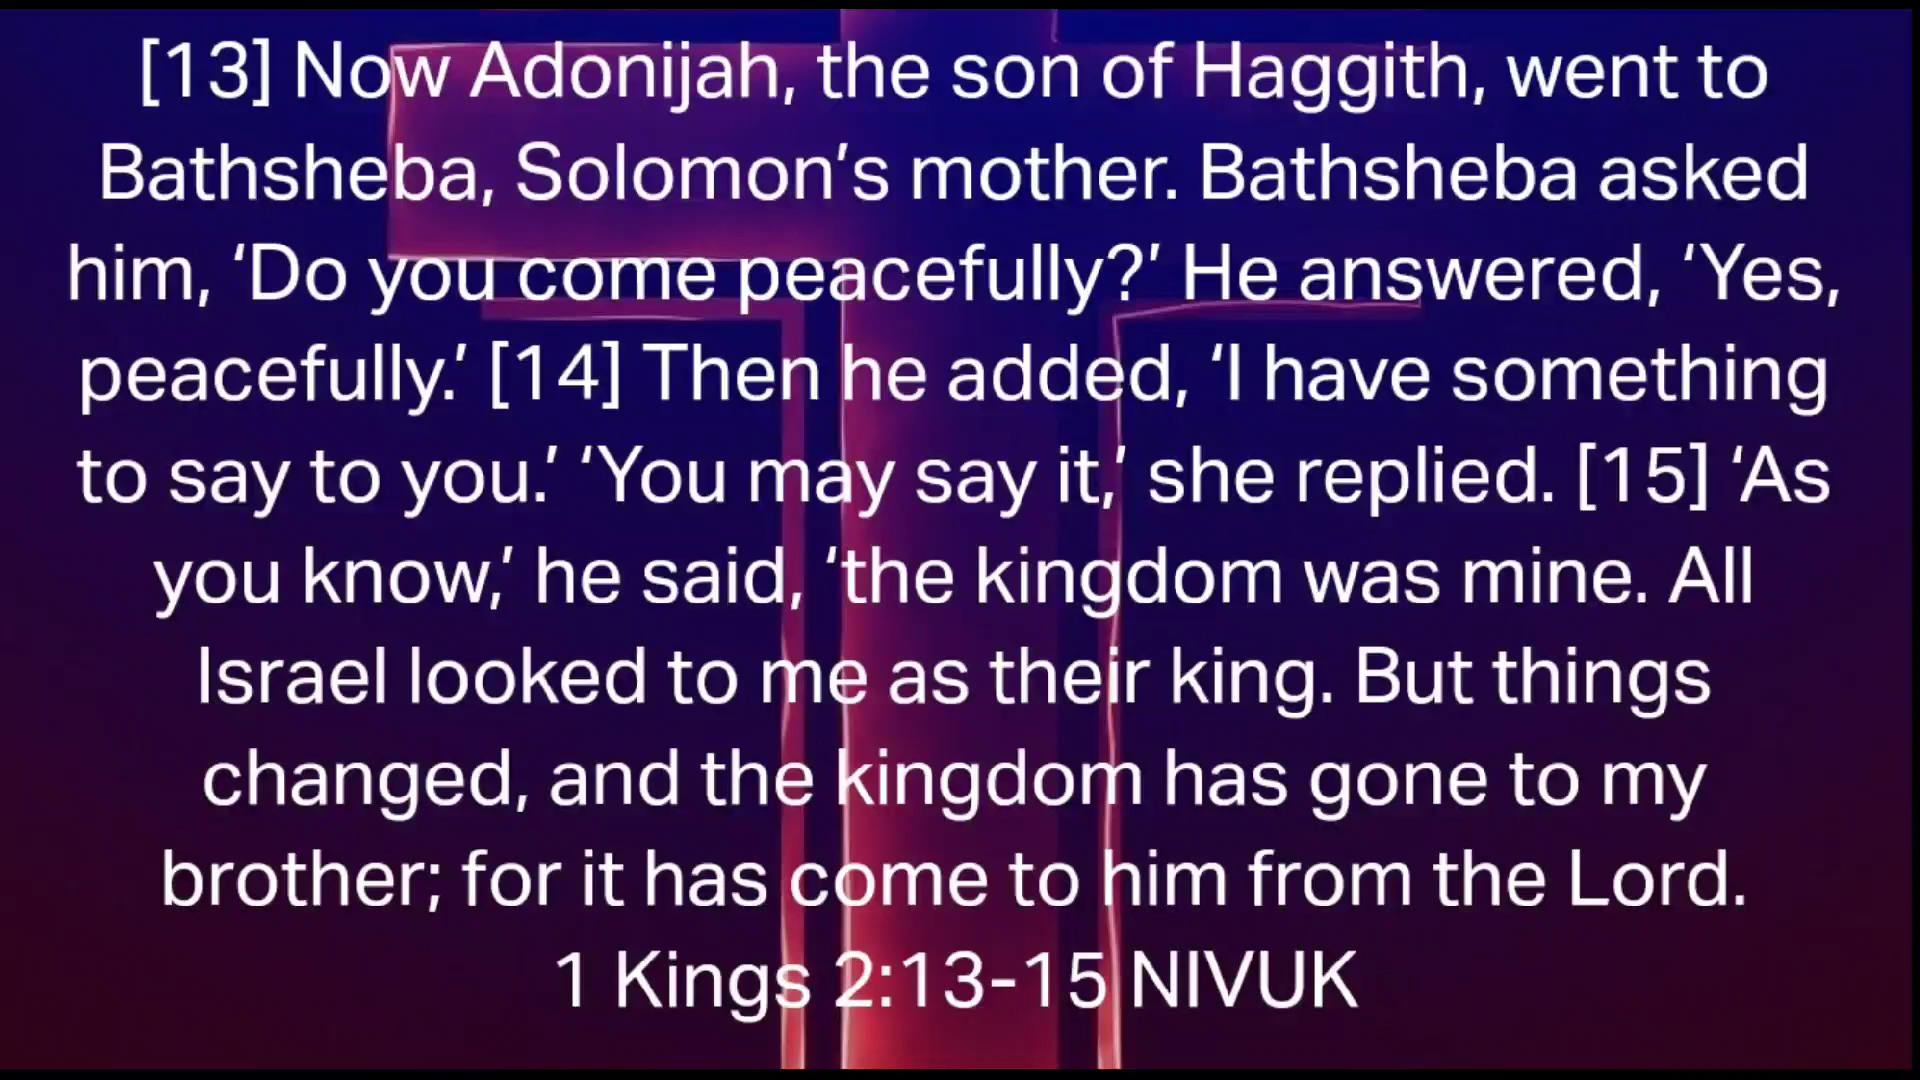 [13] Now Adonijah, the son of Haggith, went to
Bathsheba, Solomon’s mother. Bathsheba asked
him, ‘Do you come peacefully?’ He answered, ‘Yes,
peacefully.’ [14] Then he added, ‘I have something
to say to you.’ ‘You may say it,’ she replied. [15] ‘As
you know,’ he said, ‘the kingdom was mine. All
Israel looked to me as their king. But things
changed, and the kingdom has gone to my
brother; for it has come to him from the Lord.
1 Kings 2:13-15 NIVUK